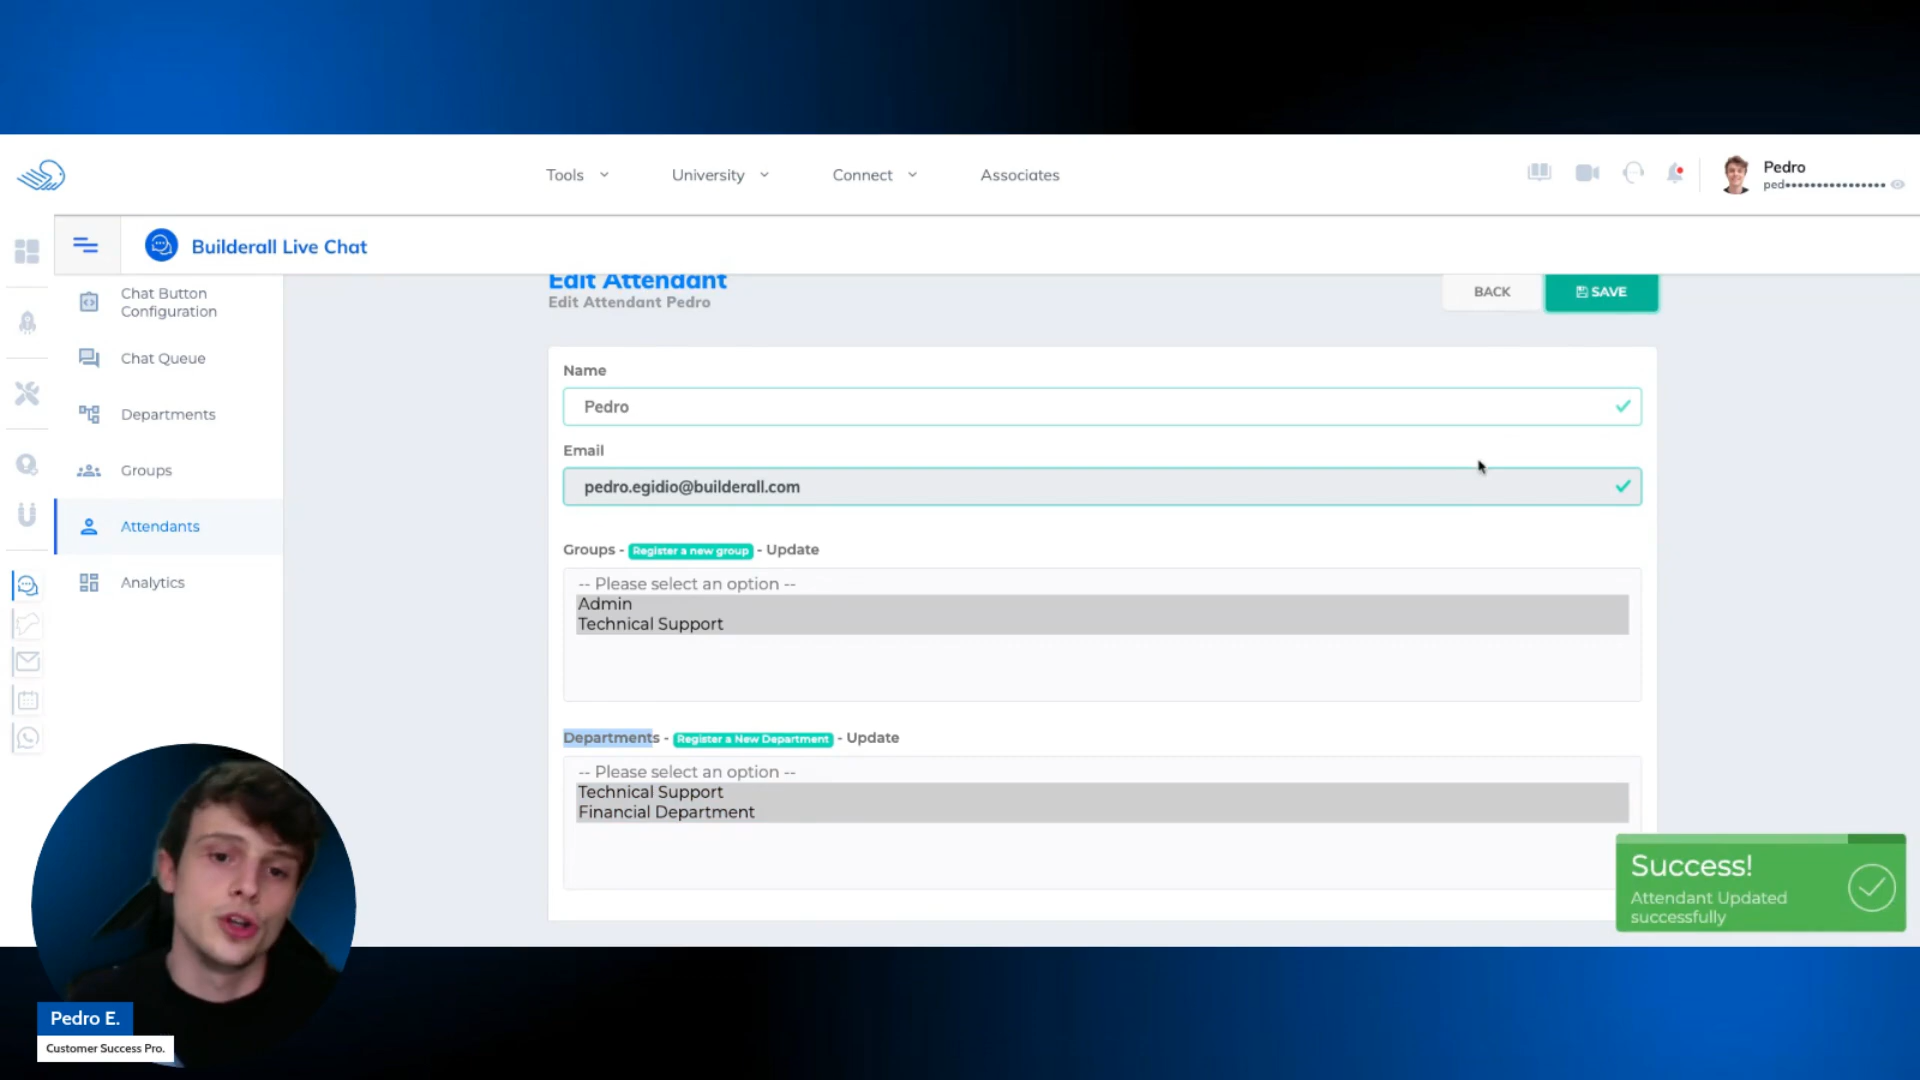 Tools
University
Connect
Associates
Pedro
ped••••••••••••••••
Builderall Live Chat
Chat Button
Configuration
Chat Queue
Departments
Groups
Attendants
Analytics
Edit Attendant
Edit Attendant Pedro
BACK
SAVE
Name
Pedro
Email
pedro.egidio@builderall.com
Groups - Register a new group - Update
-- Please select an option --
Admin
Technical Support
Departments - Register a New Department - Update
-- Please select an option --
Technical Support
Financial Department
Success!
Attendant Updated
successfully
Pedro E.
Customer Success Pro.